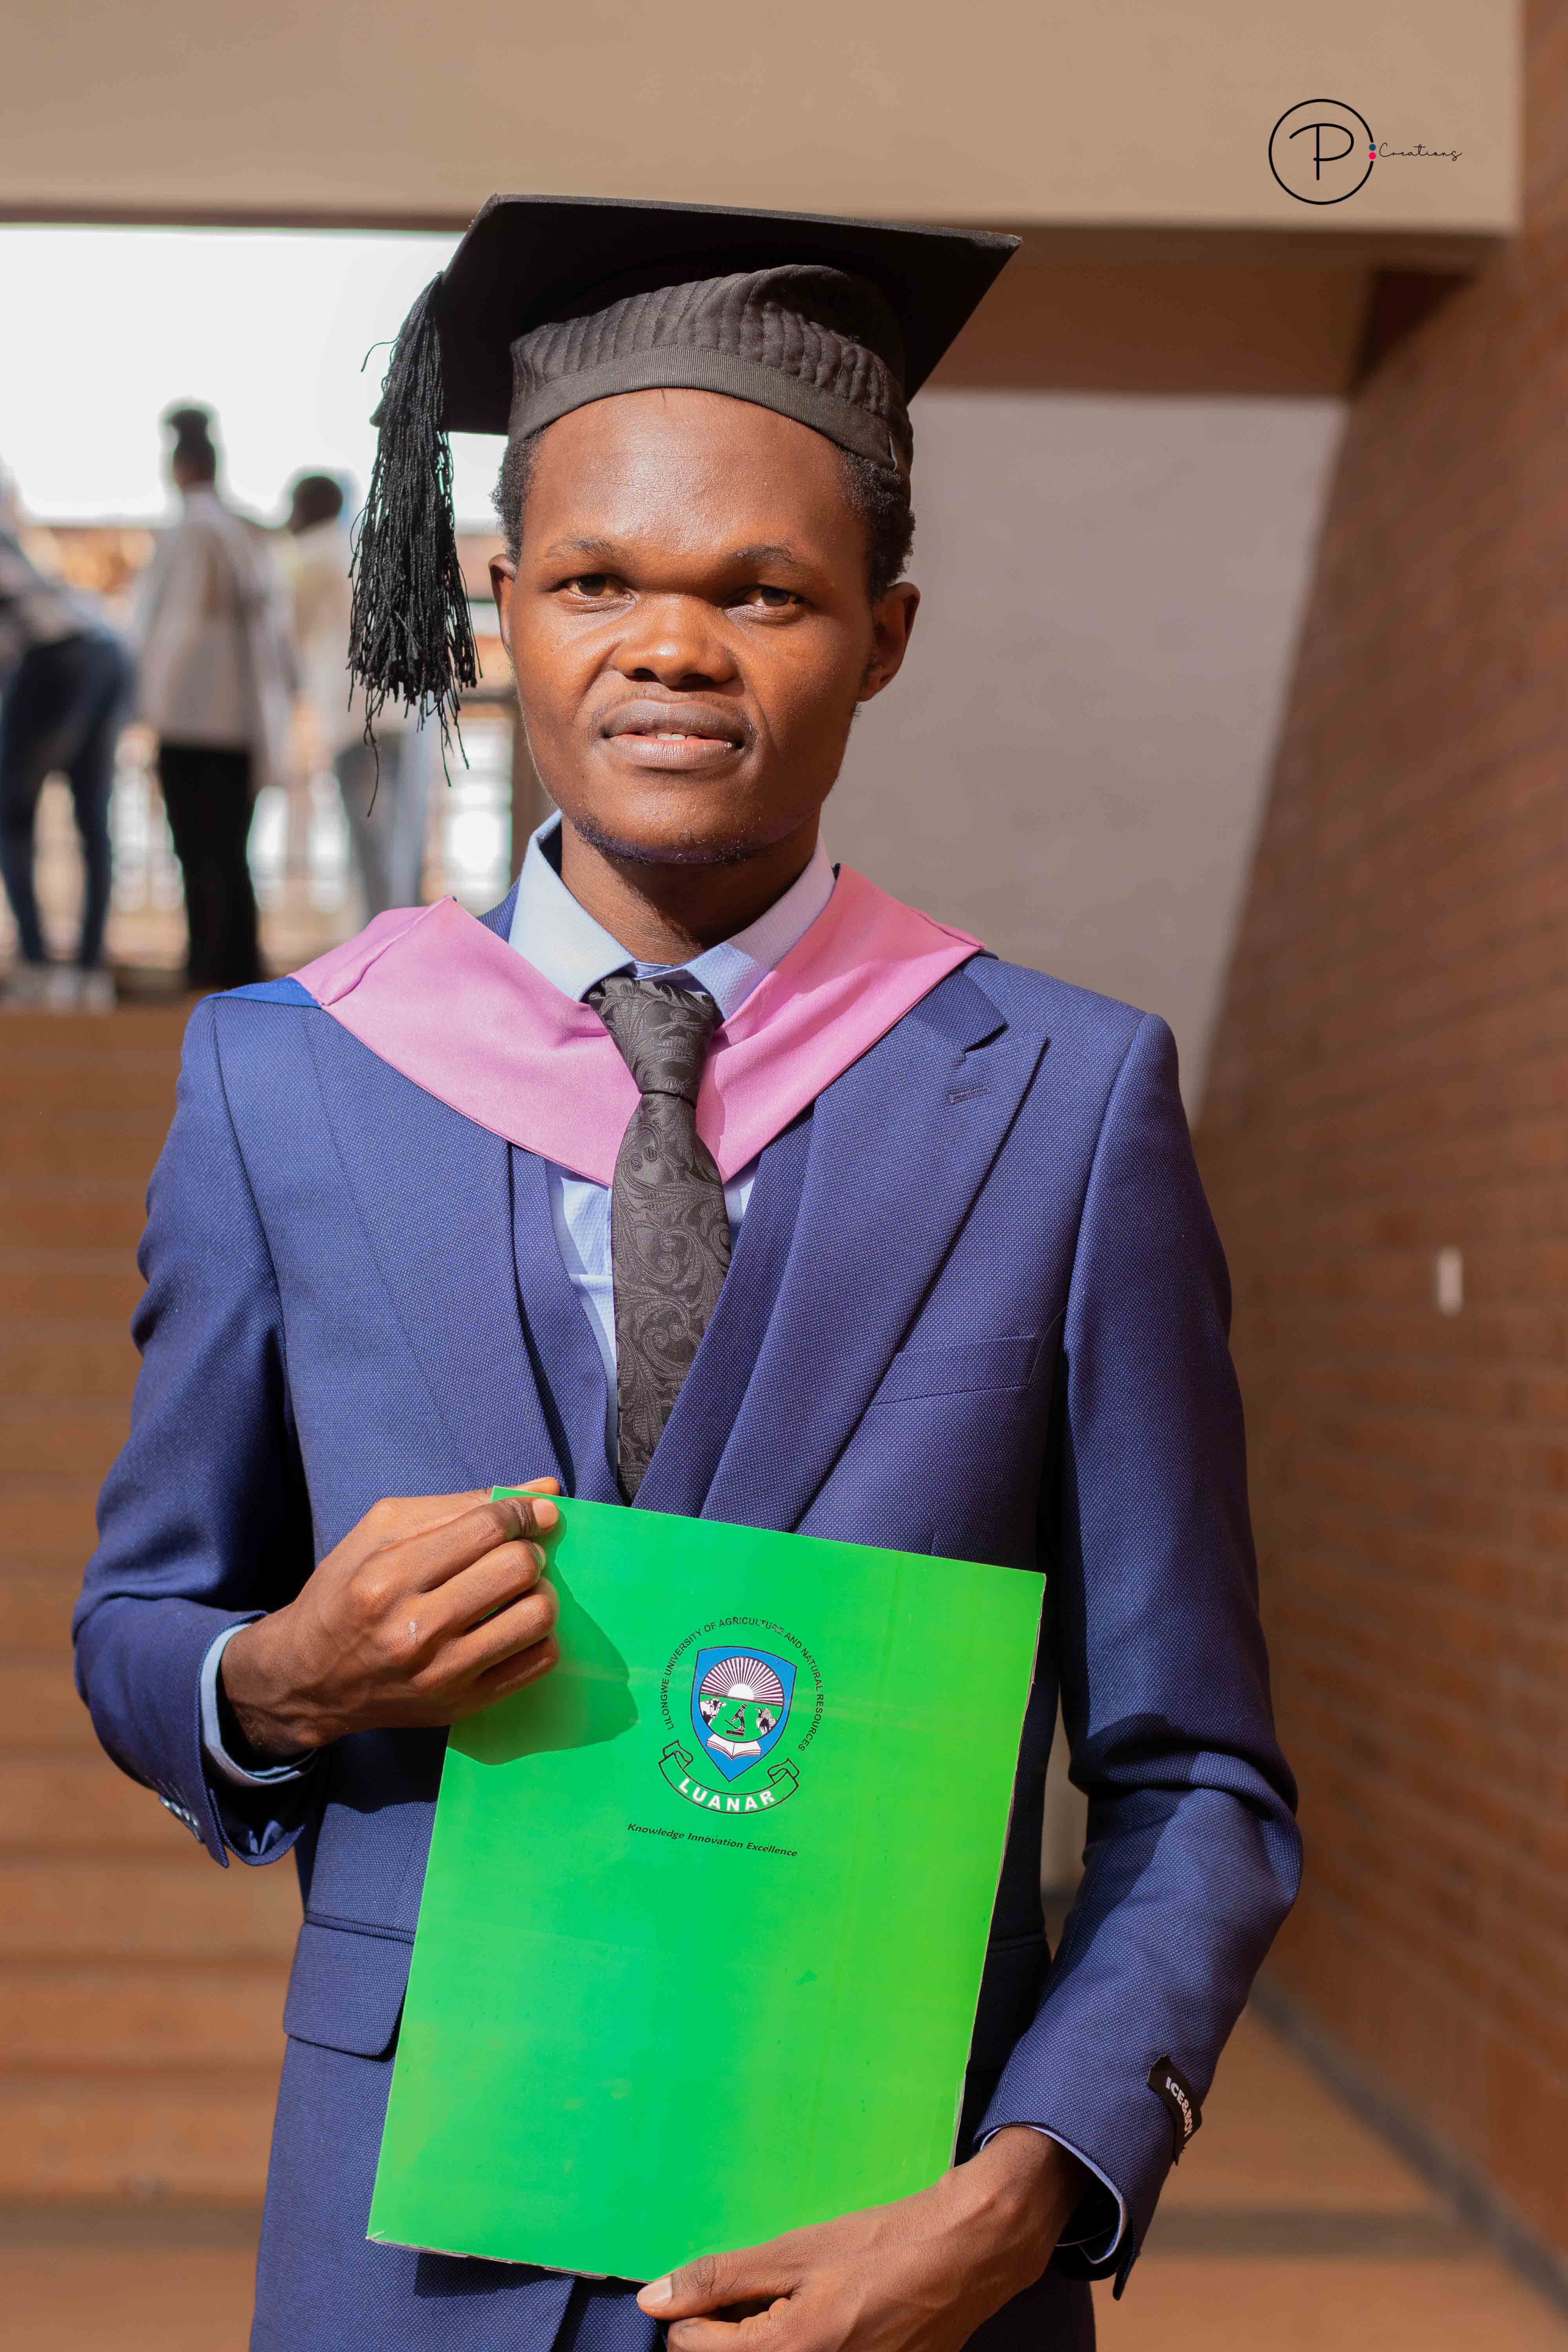 P Creations
LILONGWE UNIVERSITY OF AGRICULTURE AND NATURAL RESOURCES
LUANAR
Knowledge Innovation Excellence